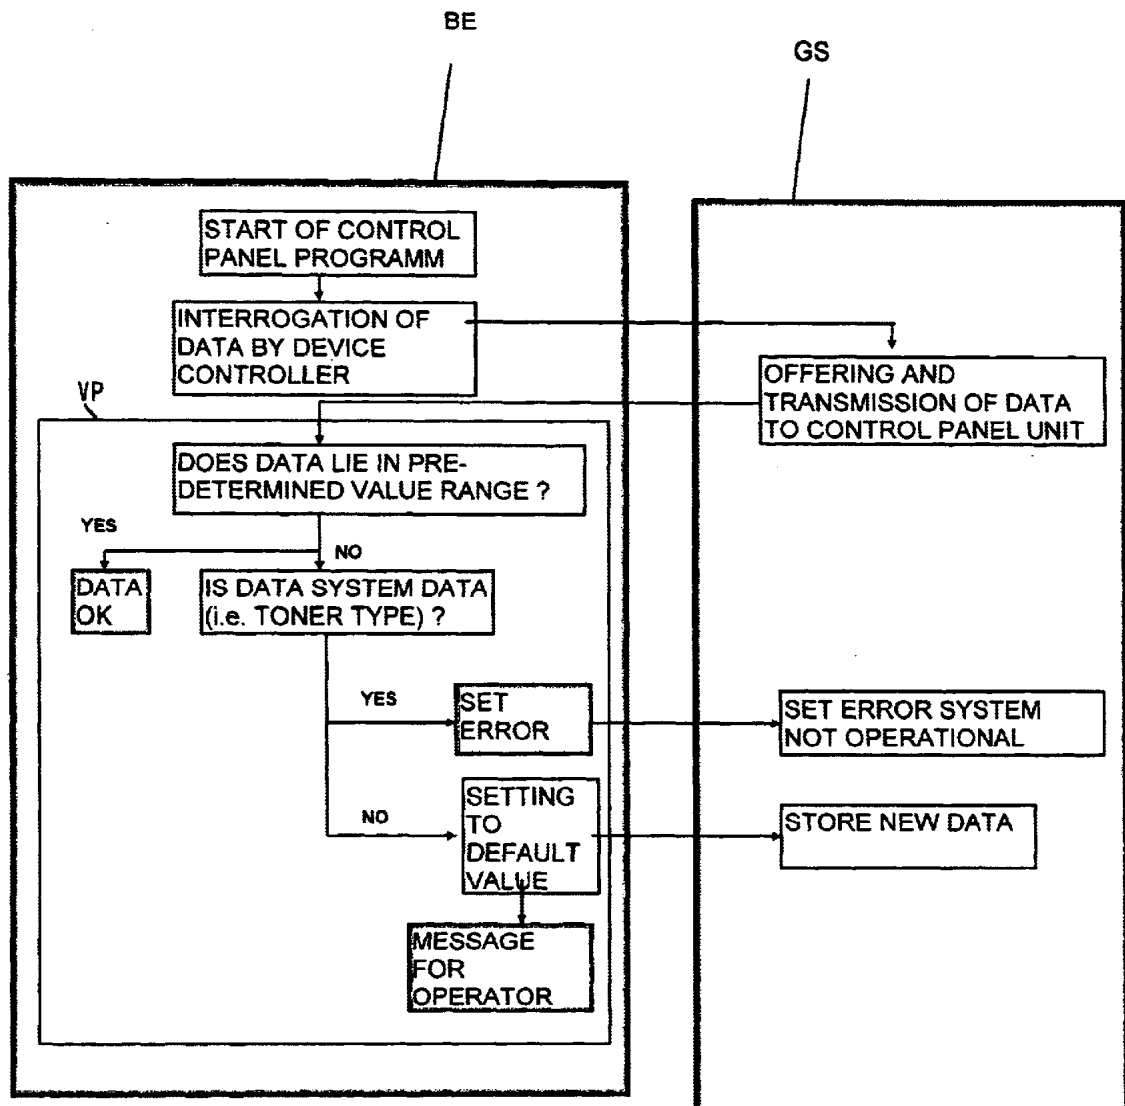 BE
GS
START OF CONTROL
PANEL PROGRAMM
INTERROGATION OF
DATA BY DEVICE
CONTROLLER
OFFERING AND
TRANSMISSION OF DATA
TO CONTROL PANEL UNIT
VP
DOES DATA LIE IN PRE-
DETERMINED VALUE RANGE ?
YES
NO
DATA
OK
IS DATA SYSTEM DATA
(i.e. TONER TYPE) ?
YES
SET
ERROR
SET ERROR SYSTEM
NOT OPERATIONAL
NO
SETTING
TO
DEFAULT
VALUE
STORE NEW DATA
MESSAGE
FOR
OPERATOR